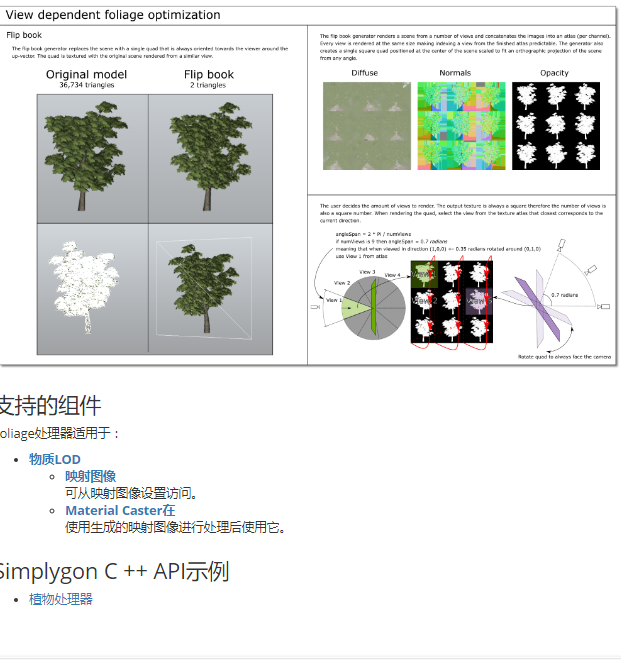 View dependent foliage optimization
Flip book
The flip book generator replaces the scene with a single quad that is always oriented towards the viewer around the
up-vector. The quad is textured with the original scene rendered from a similar view.
Original model
36,734 triangles
Flip book
2 triangles
The flip book generator renders a scene from a number of views and concatenates the images into an atlas (per channel).
Every view is rendered at the same size making indexing a view from the finished atlas predictable. The generator also
creates a single square quad positioned at the center of the scene scaled to fit an orthographic projection of the scene
from any angle.
Diffuse
Normals
Opacity
The user decides the amount of views to render. The output texture is always a square therefore the number of views is
also a square number. When rendering the quad, select the view from the texture atlas that closest corresponds to the
current direction.
angleSpan = 2 * Pi / numViews
if numViews is 9 then angleSpan = 0.7 radians
meaning that when viewed in direction (1,0,0) +- 0.35 radians rotated around (0,1,0)
use View 1 from atlas
View 1
View 2
View 3
View 4
0.7 radians
Rotate quad to always face the camera
支持的组件
oliage处理器适用于：
物质LOD
映射图像
可从映射图像设置访问。
Material Caster在
使用生成的映射图像进行处理后使用它。
Simplygon C ++ API示例
植物处理器